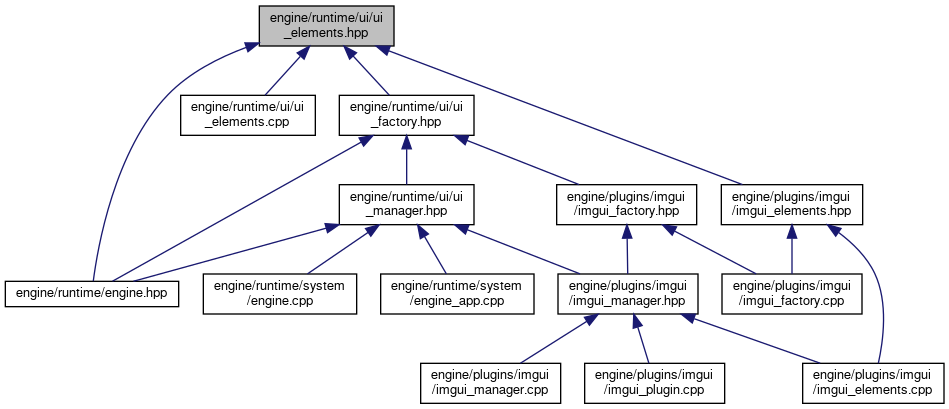 engine/runtime/ui/ui
_elements.hpp
engine/runtime/ui/ui
_elements.cpp
engine/runtime/ui/ui
_factory.hpp
engine/runtime/ui/ui
_manager.hpp
engine/plugins/imgui
/imgui_factory.hpp
engine/plugins/imgui
/imgui_elements.hpp
engine/runtime/engine.hpp
engine/runtime/system
/engine.cpp
engine/runtime/system
/engine_app.cpp
engine/plugins/imgui
/imgui_manager.hpp
engine/plugins/imgui
/imgui_factory.cpp
engine/plugins/imgui
/imgui_manager.cpp
engine/plugins/imgui
/imgui_plugin.cpp
engine/plugins/imgui
/imgui_elements.cpp